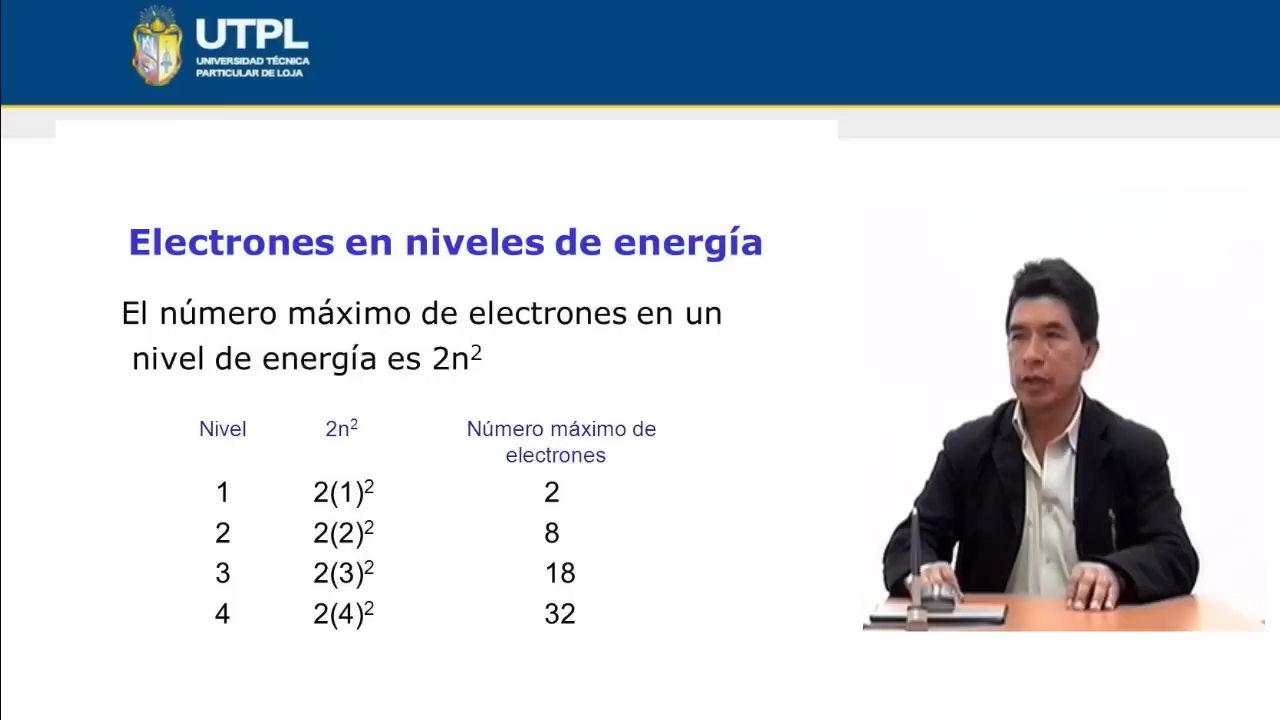 UTPL
UNIVERSIDAD TÉCNICA
PARTICULAR DE LOJA
Electrones en niveles de energía
El número máximo de electrones en un
nivel de energía es 2n²
Nivel 2n² Número máximo de
electrones
1 2(1)² 2
2 2(2)² 8
3 2(3)² 18
4 2(4)² 32